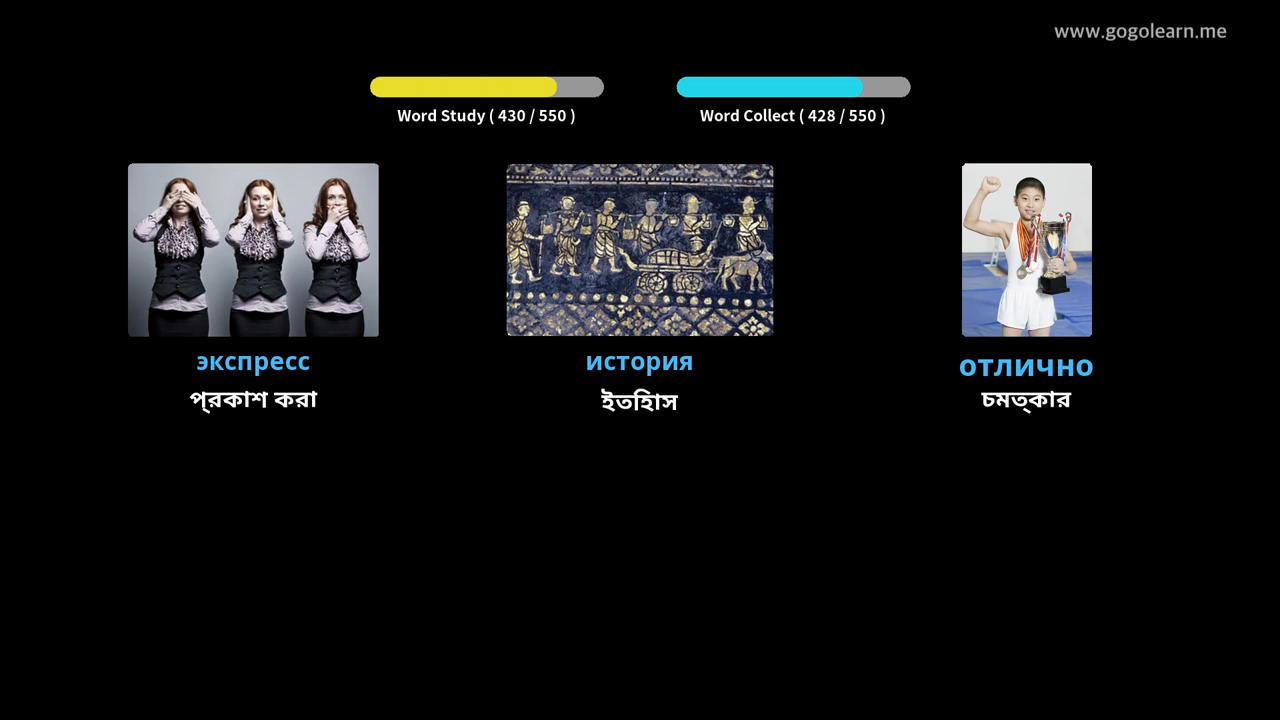 www.gogolearn.me
Word Study ( 430 / 550 )
Word Collect ( 428 / 550 )
экспресс
история
отлично
প্রকাশ করা
ইতিহাস
চমত্কার